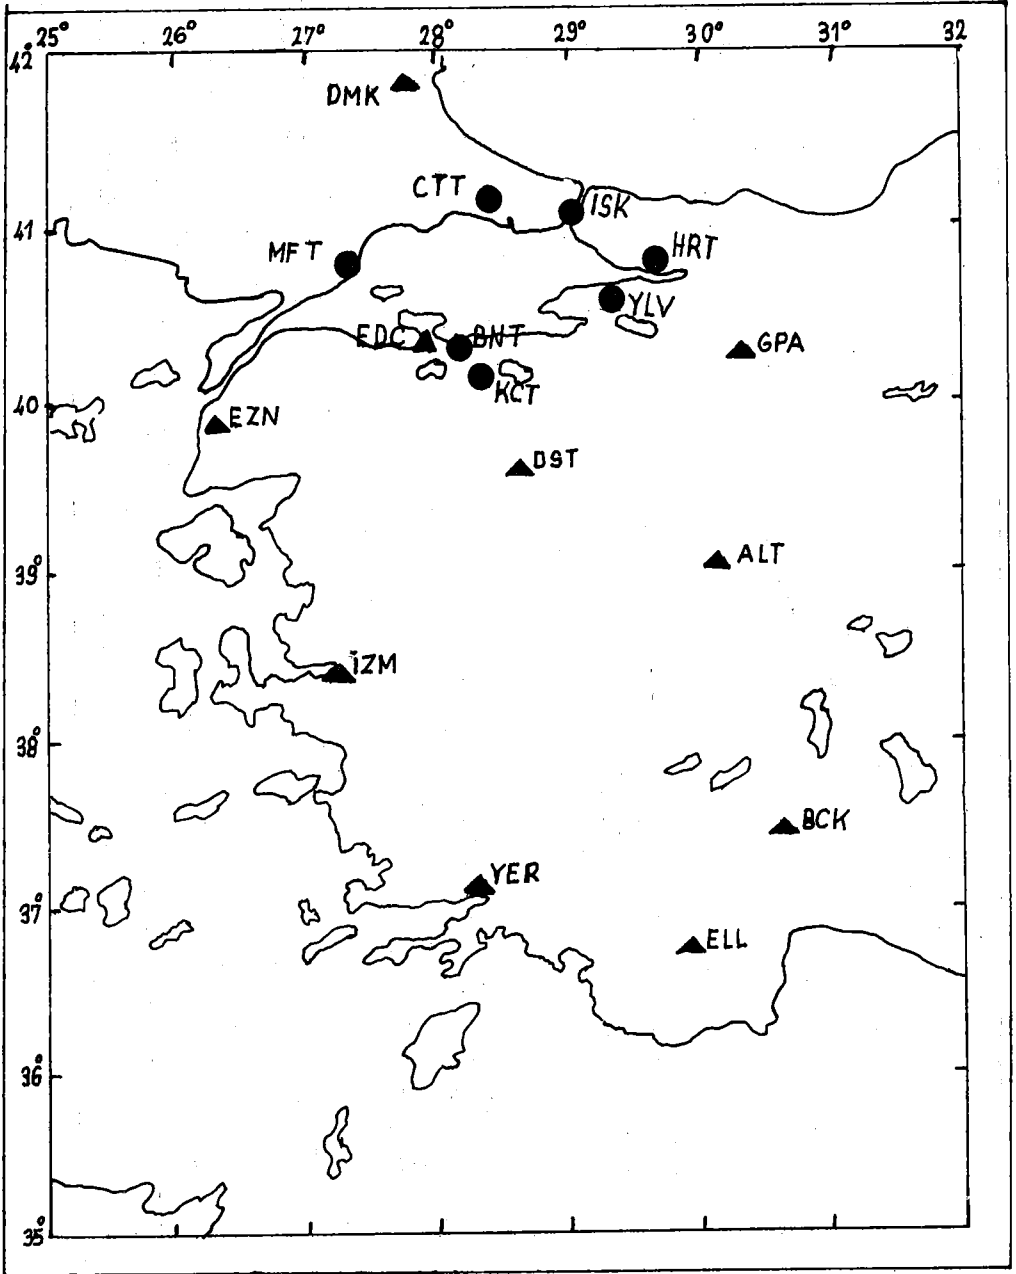 25° 26° 27° 28° 29° 30° 31° 32
42°
DMK
CTT
ISK
41°
MFT
HRT
YLV
EDC
BNT
GPA
KCT
40°
EZN
DST
ALT
39°
İZM
38°
BCK
YER
37°
ELL
36°
35°